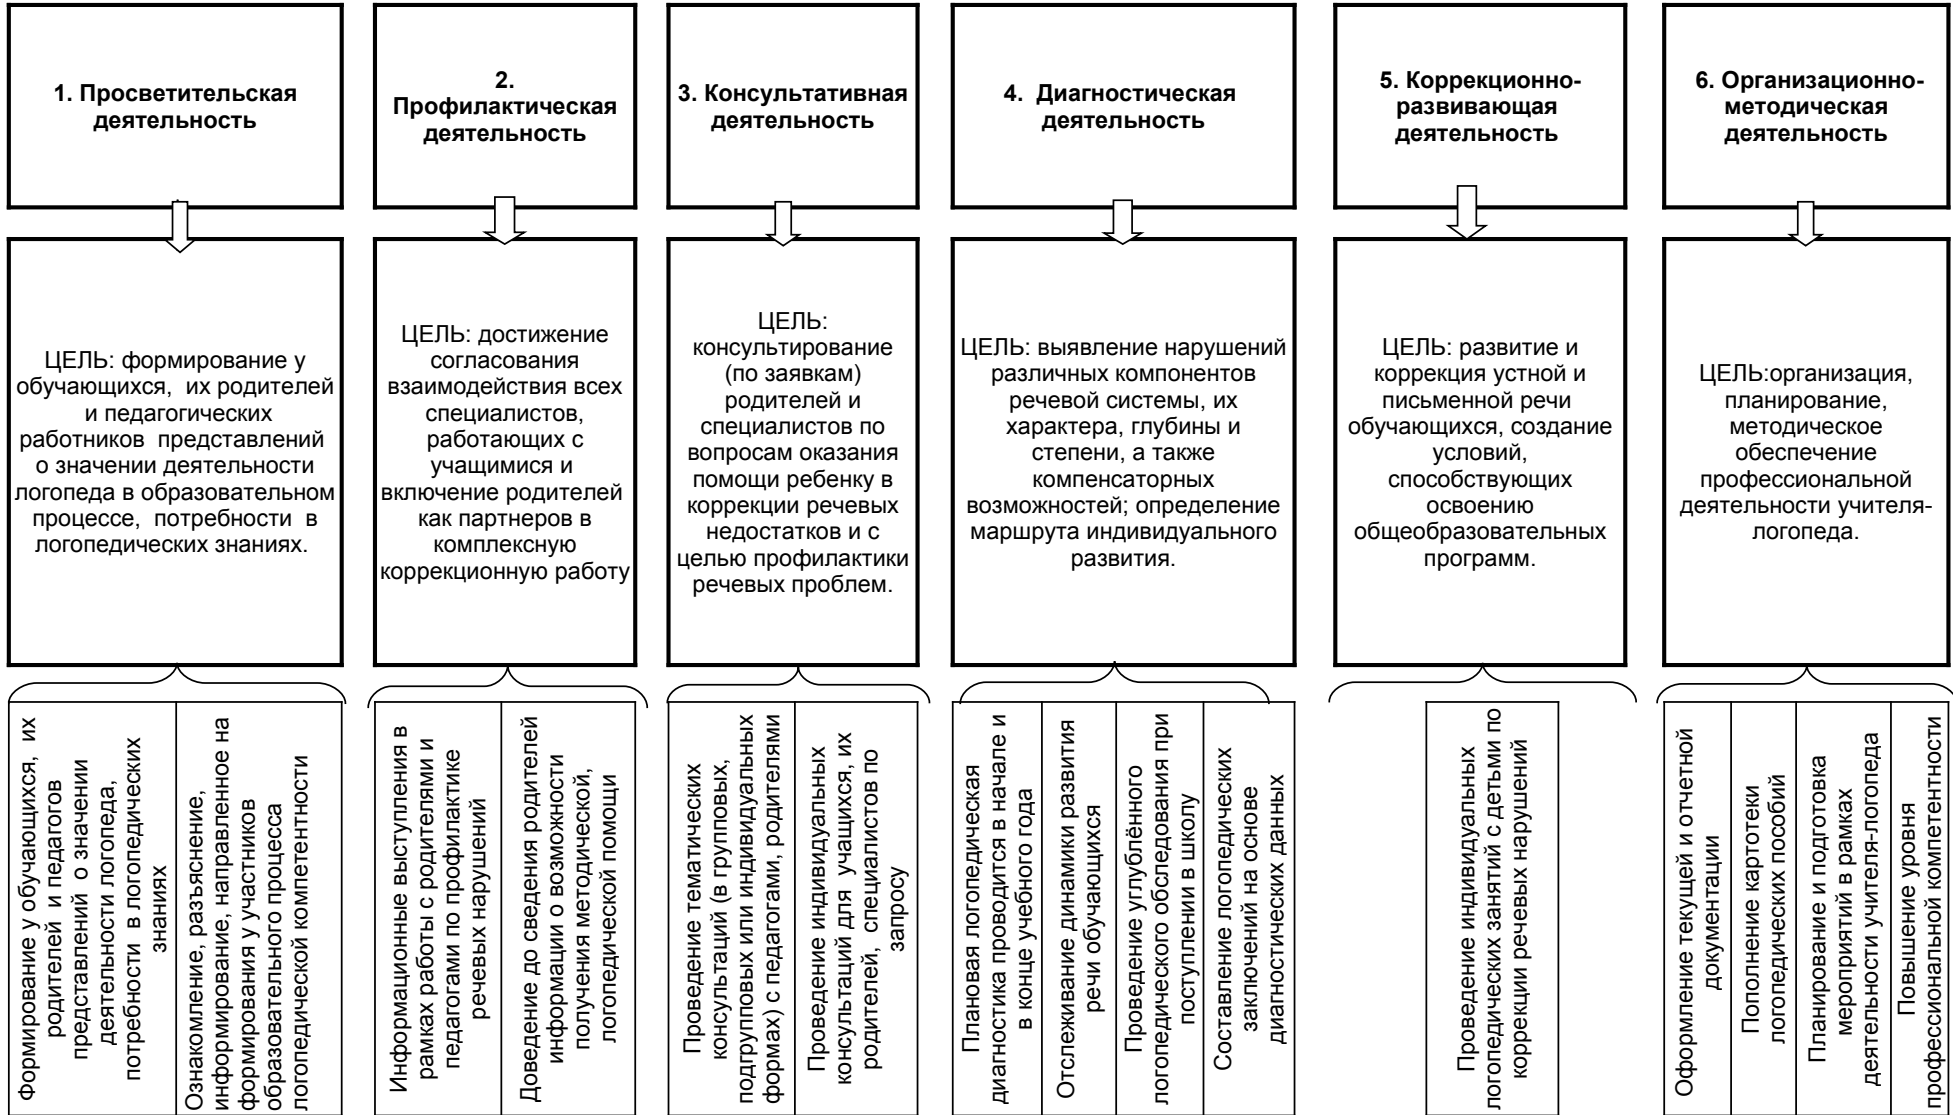 1. Просветительская
деятельность
2.
Профилактическая
деятельность
3. Консультативная
деятельность
4. Диагностическая
деятельность
5. Коррекционно-
развивающая
деятельность
6. Организационно-
методическая
деятельность
ЦЕЛЬ: формирование у
обучающихся, их родителей
и педагогических
работников представлений
о значении деятельности
логопеда в образовательном
процессе, потребности в
логопедических знаниях.
ЦЕЛЬ: достижение
согласования
взаимодействия всех
специалистов,
работающих с
учащимися и
включение родителей
как партнеров в
комплексную
коррекционную работу
ЦЕЛЬ:
консультирование
(по заявкам)
родителей и
специалистов по
вопросам оказания
помощи ребенку в
коррекции речевых
недостатков и с
целью профилактики
речевых проблем.
ЦЕЛЬ: выявление нарушений
различных компонентов
речевой системы, их
характера, глубины и
степени, а также
компенсаторных
возможностей; определение
маршрута индивидуального
развития.
ЦЕЛЬ: развитие и
коррекция устной и
письменной речи
обучающихся, создание
условий,
способствующих
освоению
общеобразовательных
программ.
ЦЕЛЬ:организация,
планирование,
методическое
обеспечение
профессиональной
деятельности учителя-
логопеда.
Формирование у обучающихся, их
родителей и педагогов
представлений о значении
деятельности логопеда,
потребности в логопедических
знаниях
Ознакомление, разъяснение,
информирование, направленное на
формирования у участников
образовательного процесса
логопедической компетентности
Информационные выступления в
рамках работы с родителями и
педагогами по профилактике
речевых нарушений
Доведение до сведения родителей
информации о возможности
получения методической,
логопедической помощи
Проведение тематических
консультаций (в групповых,
подгрупповых или индивидуальных
формах) с педагогами, родителями
Проведение индивидуальных
консультаций для учащихся, их
родителей, специалистов по
запросу
Плановая логопедическая
диагностика проводится в начале и
в конце учебного года
Отслеживание динамики развития
речи обучающихся
Проведение углублённого
логопедического обследования при
поступлении в школу
Составление логопедических
заключений на основе
диагностических данных
Проведение индивидуальных
логопедических занятий с детьми по
коррекции речевых нарушений
Оформление текущей и отчетной
документации
Пополнение картотеки
логопедических пособий
Планирование и подготовка
мероприятий в рамках
деятельности учителя-логопеда
Повышение уровня
профессиональной компетентности